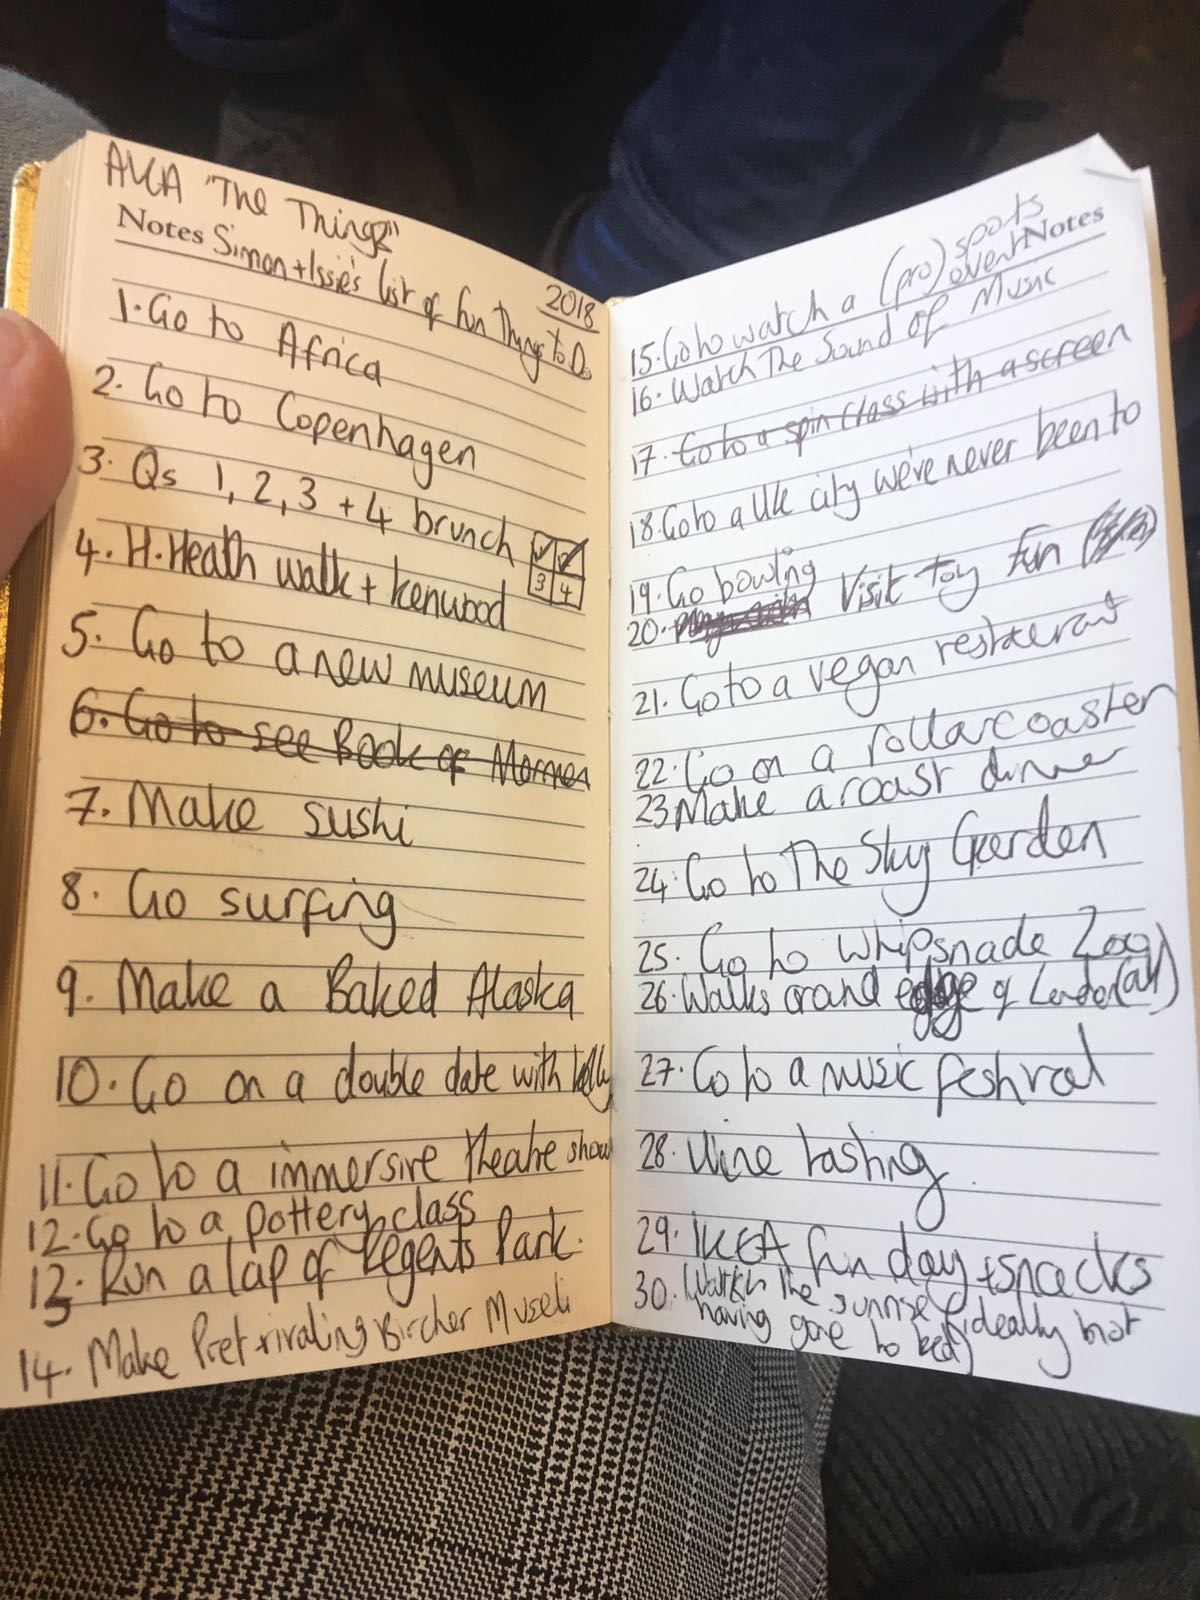 AKA "The Things"
Notes
Simon + Issie's list of fun Things to Do
2018
1. Go to Africa
2. Go to Copenhagen
3. Qs 1, 2, 3 + 4 brunch
3 4
4. H. Heath walk + Kenwood
5. Go to a new museum
6. Go to see Book of Mormon
7. Make sushi
8. Go surfing
9. Make a Baked Alaska
10. Go on a double date with
11. Go to a immersive theatre show
12. Go to a pottery class
13. Run a lap of Regents Park.
14. Make Pret-rivaling Bircher Museli
Notes
15. Go to watch a (pro) sports
event
16. Watch The Sound of Music
17. Go to a spin class with a screen
18. Go to a UK city we've never been to
19. Go bowling
20. Visit toy fun
21. Go to a vegan restaurant
22. Go on a rollarcoaster
23 Make a roast dinner
24. Go to The Sky Garden
25. Go to Whipsnade Zoo
26. Walks around edge of London (all)
27. Go to a music festival
28. Wine tasting
29. IKEA fun day + snacks
30. Watch the sunrise (ideally not
having gone to bed)